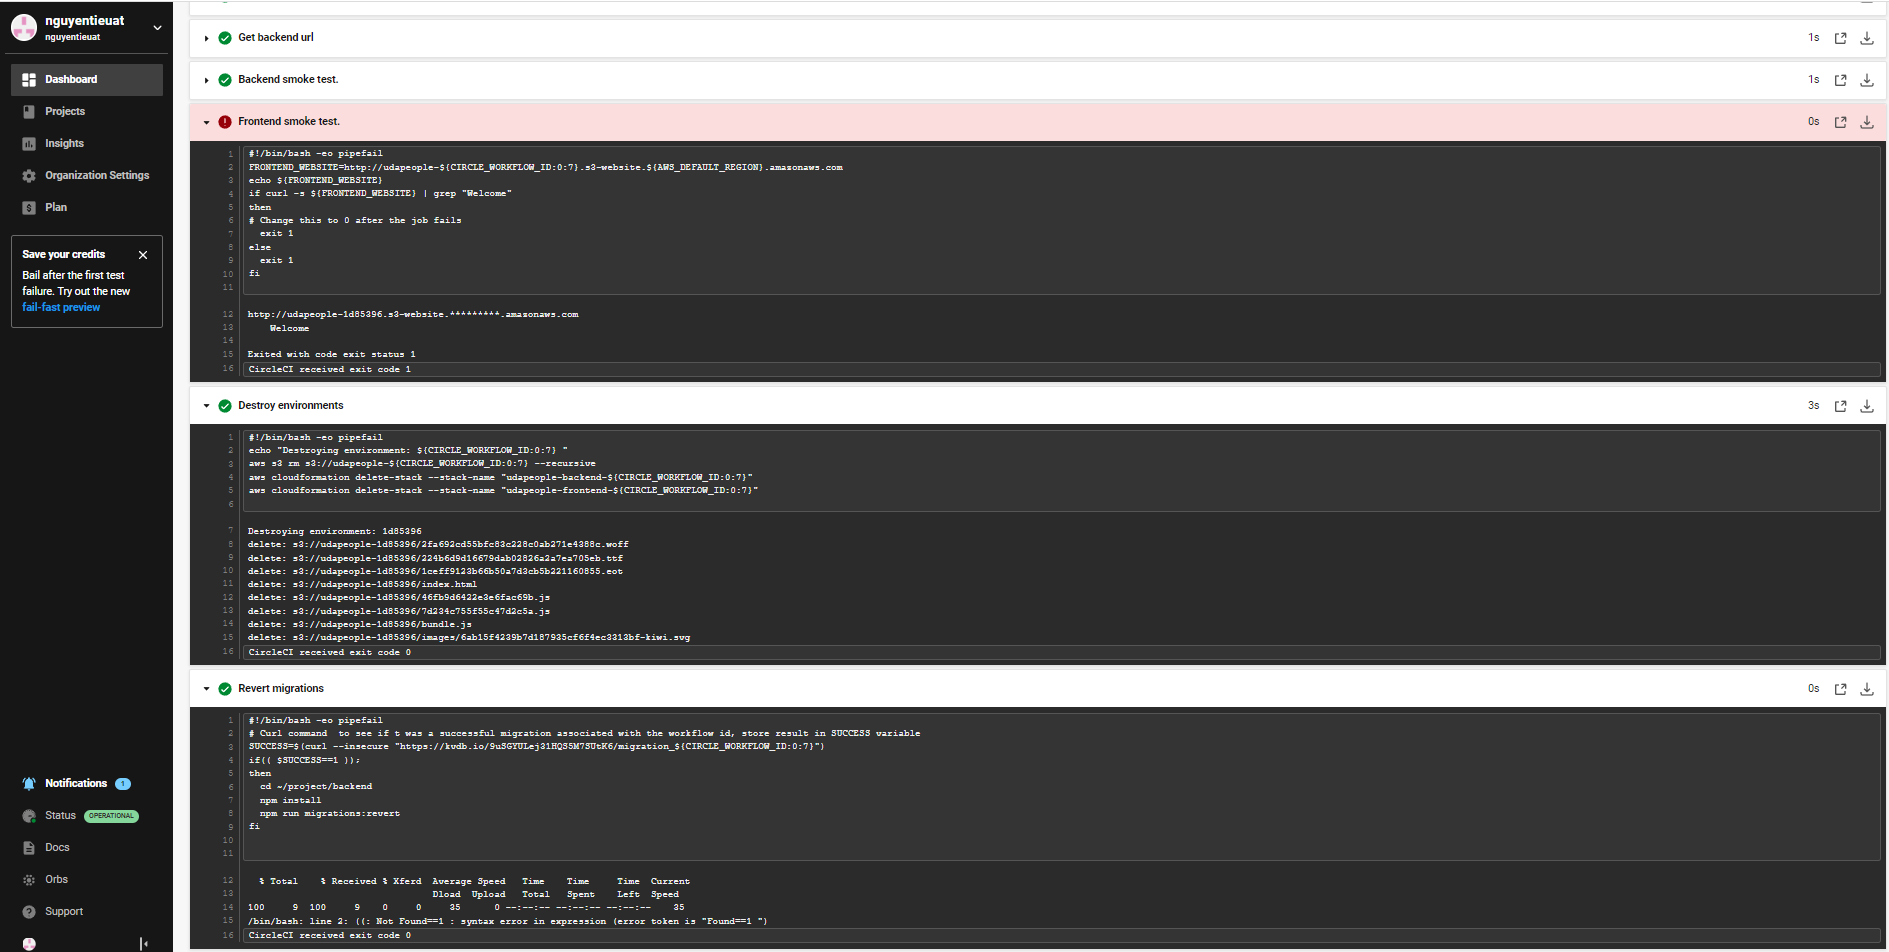 nguyentieuat
nguyentieuat
Dashboard
Projects
Insights
Organization Settings
Plan
Save your credits
Bail after the first test
failure. Try out the new
fail-fast preview
Notifications 1
Status OPERATIONAL
Docs
Orbs
Support
Get backend url 1s
Backend smoke test. 1s
Frontend smoke test. 0s
1 #!/bin/bash -eo pipefail
2 FRONTEND_WEBSITE=http://udapeople-${CIRCLE_WORKFLOW_ID:0:7}.s3-website.${AWS_DEFAULT_REGION}.amazonaws.com
3 echo ${FRONTEND_WEBSITE}
4 if curl -s ${FRONTEND_WEBSITE} | grep "Welcome"
5 then
6 # Change this to 0 after the job fails
7 exit 1
8 else
9 exit 1
10 fi
11
12 http://udapeople-1d85396.s3-website.*********.amazonaws.com
13 Welcome
14
15 Exited with code exit status 1
16 CircleCI received exit code 1
Destroy environments 3s
1 #!/bin/bash -eo pipefail
2 echo "Destroying environment: ${CIRCLE_WORKFLOW_ID:0:7} "
3 aws s3 rm s3://udapeople-${CIRCLE_WORKFLOW_ID:0:7} --recursive
4 aws cloudformation delete-stack --stack-name "udapeople-backend-${CIRCLE_WORKFLOW_ID:0:7}"
5 aws cloudformation delete-stack --stack-name "udapeople-frontend-${CIRCLE_WORKFLOW_ID:0:7}"
6
7 Destroying environment: 1d85396
8 delete: s3://udapeople-1d85396/2fa692cd55bfc83c228c0ab271e4388c.woff
9 delete: s3://udapeople-1d85396/224b6d9d16679dab02826a2a7ea705eb.ttf
10 delete: s3://udapeople-1d85396/1ceff9123b66b50a7d3cb5b221160855.eot
11 delete: s3://udapeople-1d85396/index.html
12 delete: s3://udapeople-1d85396/46fb9d6422e3e6fac69b.js
13 delete: s3://udapeople-1d85396/7d234c755f55c47d2c5a.js
14 delete: s3://udapeople-1d85396/bundle.js
15 delete: s3://udapeople-1d85396/images/6ab15f4239b7d187935cf6f4ec3313bf-kiwi.svg
16 CircleCI received exit code 0
Revert migrations 0s
1 #!/bin/bash -eo pipefail
2 # Curl command to see if t was a successful migration associated with the workflow id, store result in SUCCESS variable
3 SUCCESS=$(curl --insecure "https://kvdb.io/9uSGYULej31HQS5M7SUtK6/migration_${CIRCLE_WORKFLOW_ID:0:7}")
4 if(( $SUCCESS==1 ));
5 then
6 cd ~/project/backend
7 npm install
8 npm run migrations:revert
9 fi
10
11
12 % Total % Received % Xferd Average Speed Time Time Time Current
13 Dload Upload Total Spent Left Speed
14 100 9 100 9 0 0 35 0 --:--:-- --:--:-- --:--:-- 35
15 /bin/bash: line 2: ((: Not Found==1 : syntax error in expression (error token is "Found==1 ")
16 CircleCI received exit code 0